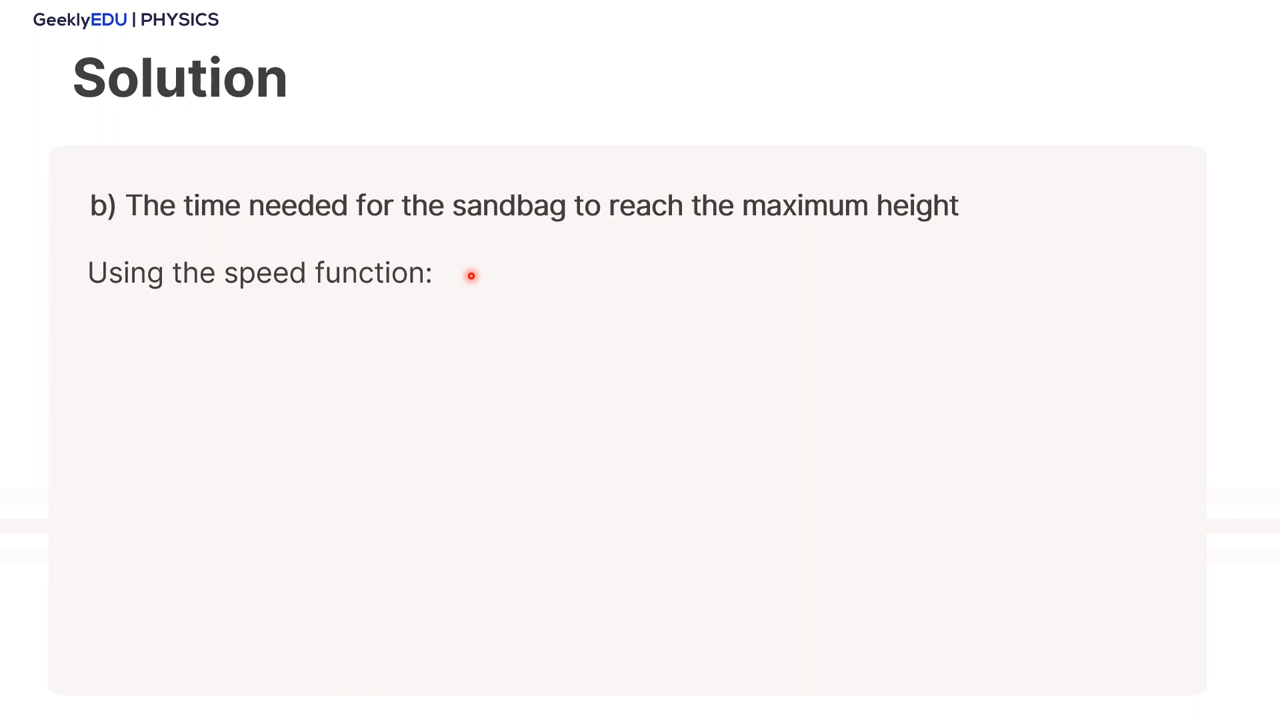 GeeklyEDU | PHYSICS
Solution
b) The time needed for the sandbag to reach the maximum height
Using the speed function: